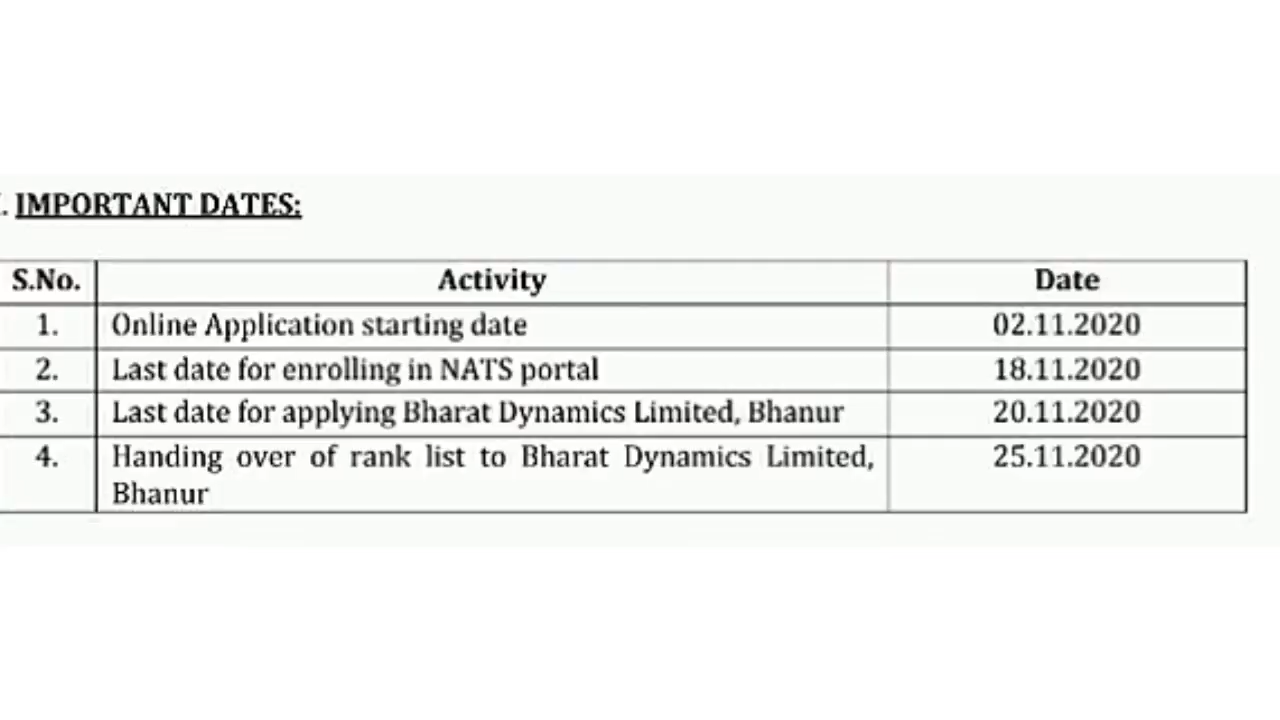 . IMPORTANT DATES:
S.No. Activity Date
1. Online Application starting date 02.11.2020
2. Last date for enrolling in NATS portal 18.11.2020
3. Last date for applying Bharat Dynamics Limited, Bhanur 20.11.2020
4. Handing over of rank list to Bharat Dynamics Limited, 25.11.2020
Bhanur